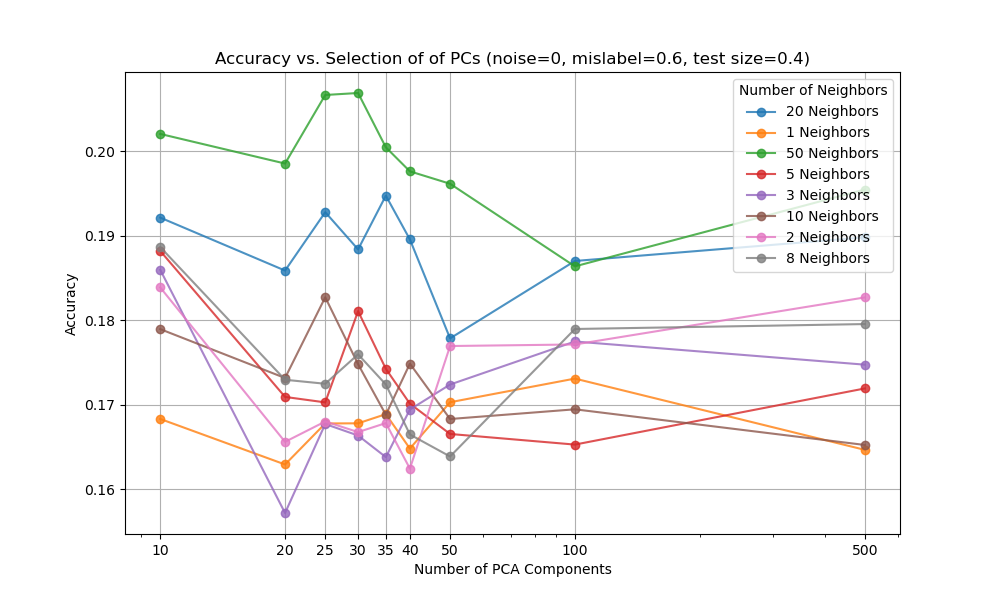 Accuracy vs. Selection of of PCs (noise=0, mislabel=0.6, test size=0.4)
Number of Neighbors
20 Neighbors
1 Neighbors
50 Neighbors
5 Neighbors
3 Neighbors
10 Neighbors
2 Neighbors
8 Neighbors
Accuracy
0.20
0.19
0.18
0.17
0.16
10 20 25 30 35 40 50 100 500
Number of PCA Components